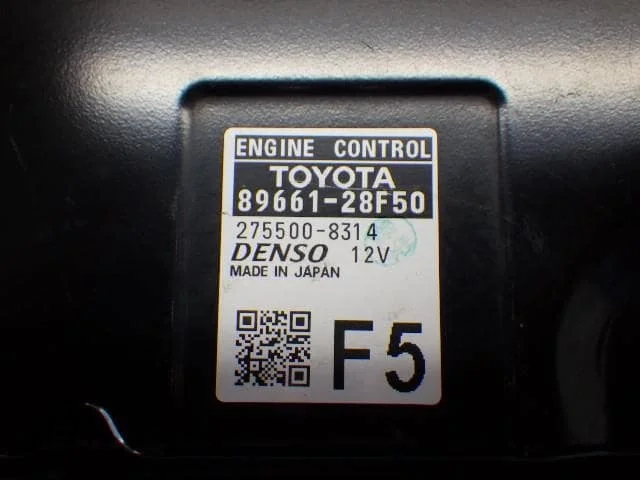 ENGINE CONTROL
TOYOTA
89661-28F50
275500-8314
DENSO 12V
MADE IN JAPAN
F5